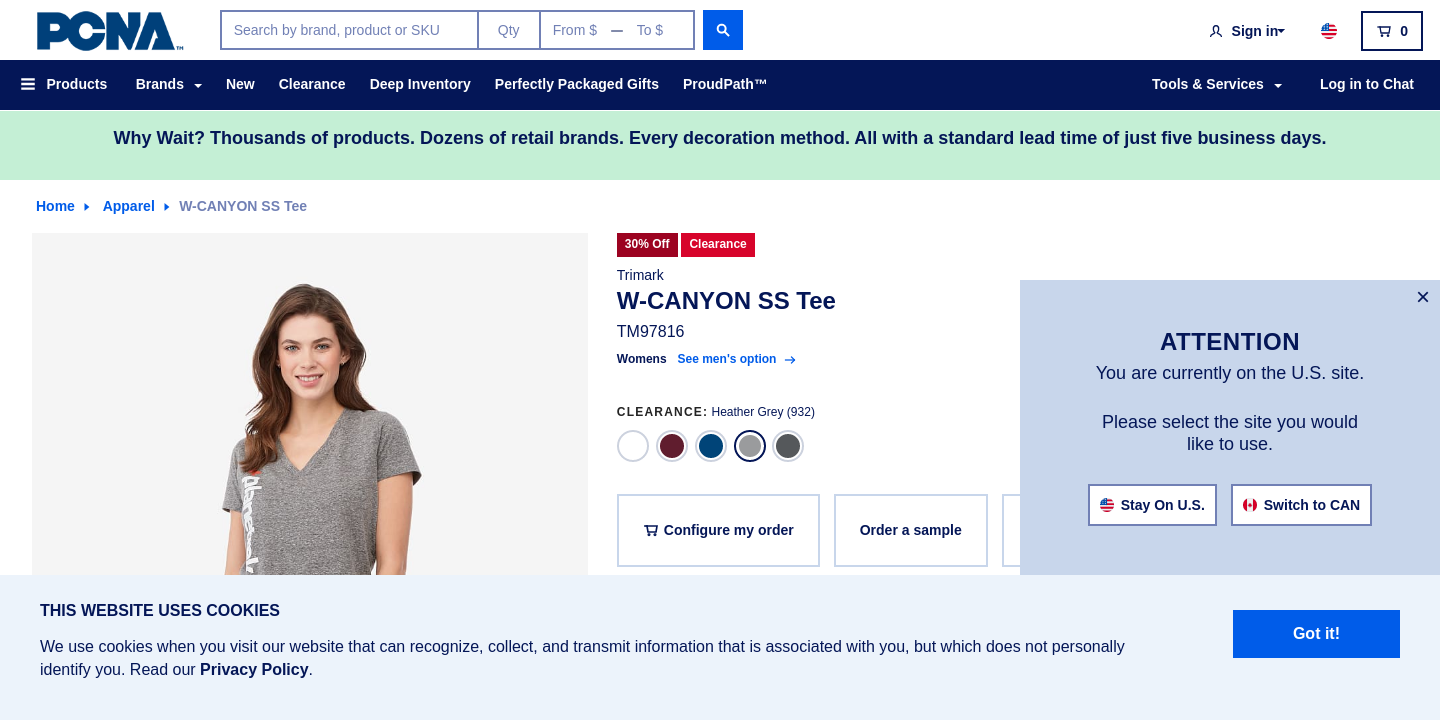 PCNA™
Search by brand, product or SKU
Qty
From $ — To $
Sign in
0
Products
Brands
New
Clearance
Deep Inventory
Perfectly Packaged Gifts
ProudPath™
Tools & Services
Log in to Chat
Why Wait? Thousands of products. Dozens of retail brands. Every decoration method. All with a standard lead time of just five business days.
Home
Apparel
W-CANYON SS Tee
30% Off
Clearance
Trimark
W-CANYON SS Tee
TM97816
Womens
See men's option
CLEARANCE: Heather Grey (932)
Configure my order
Order a sample
×
ATTENTION
You are currently on the U.S. site.
Please select the site you would
like to use.
Stay On U.S.
Switch to CAN
THIS WEBSITE USES COOKIES
We use cookies when you visit our website that can recognize, collect, and transmit information that is associated with you, but which does not personally
identify you. Read our Privacy Policy.
Got it!